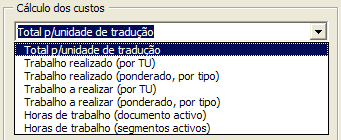 Cálculo dos custos
Total p/unidade de tradução
Total p/unidade de tradução
Trabalho realizado (por TU)
Trabalho realizado (ponderado, por tipo)
Trabalho a realizar (por TU)
Trabalho a realizar (ponderado, por tipo)
Horas de trabalho (documento activo)
Horas de trabalho (segmentos activos)